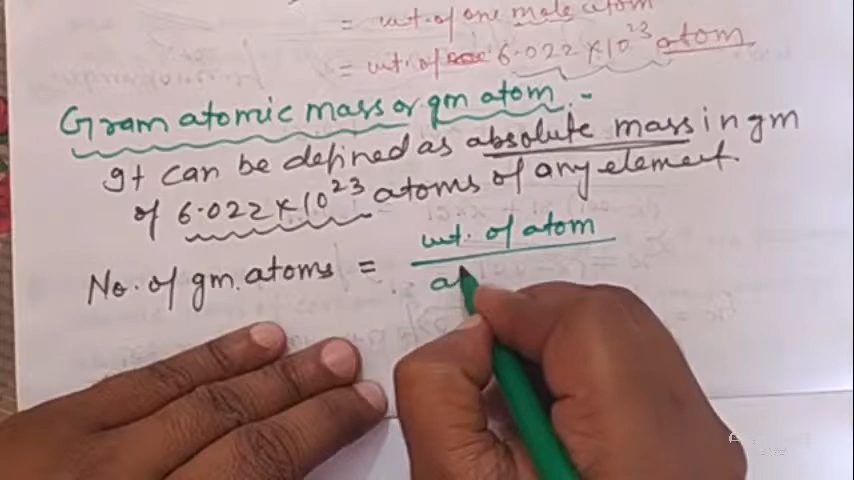 = wt. of one mole atom
= wt. of 6.022×10²³ atom
Gram atomic mass or gm atom :-
It can be defined as absolute mass in gm
of 6.022×10²³ atoms of any element.
wt. of atom
No. of gm. atoms =
at